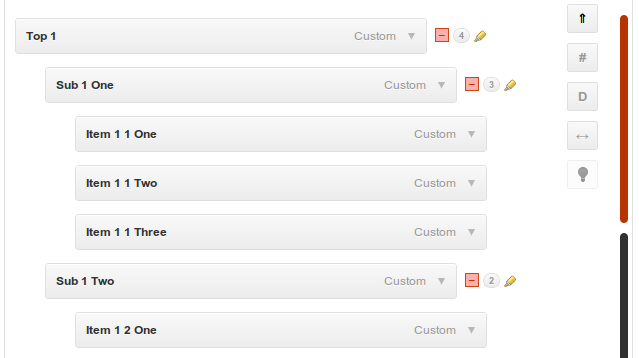 Top 1 Custom ▼ − 4 ⇑
#
Sub 1 One Custom ▼ − 3
D
Item 1 1 One Custom ▼ ↔
Item 1 1 Two Custom ▼
Item 1 1 Three Custom ▼
Sub 1 Two Custom ▼ − 2
Item 1 2 One Custom ▼